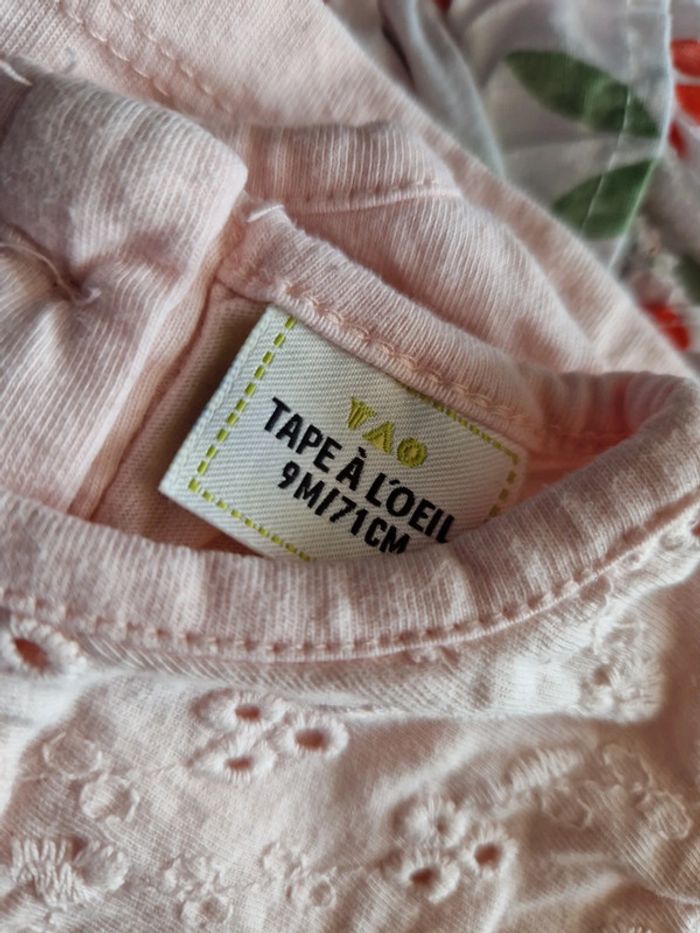 TAO
TAPE À L'OEIL
9M/71CM